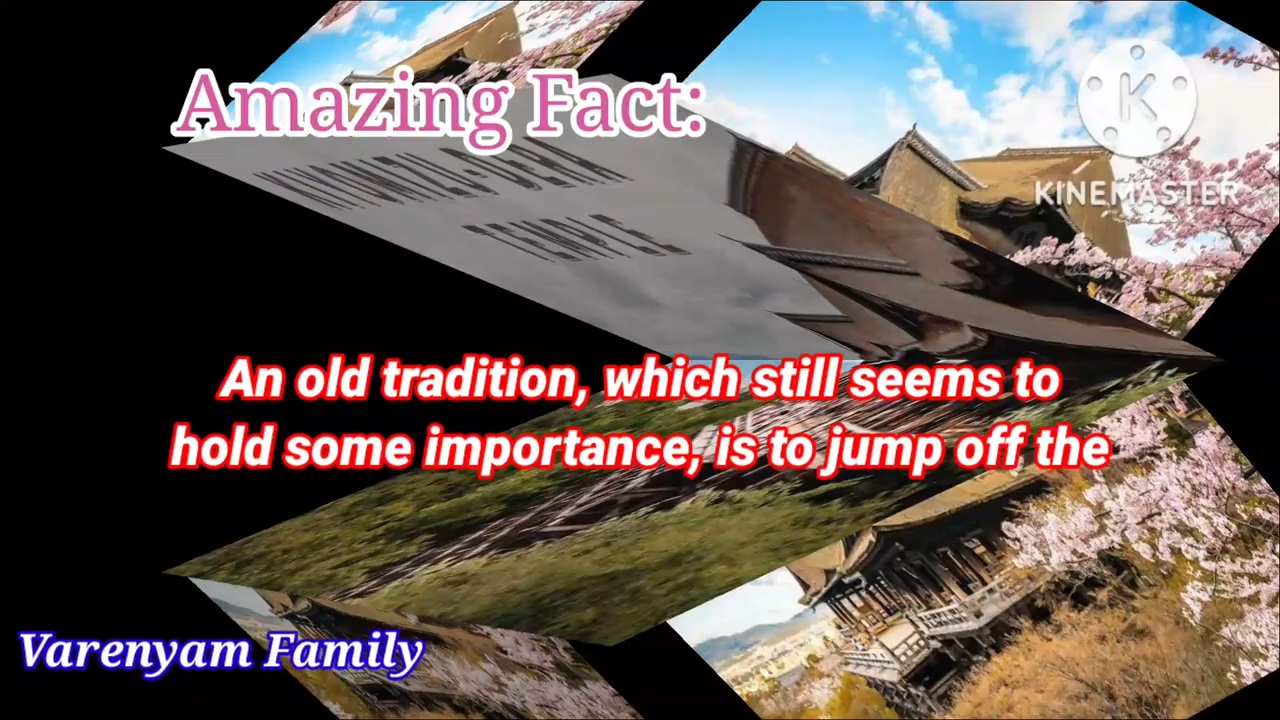 Amazing Fact:
KINEMASTER
TEMPLE
An old tradition, which still seems to
hold some importance, is to jump off the
Varenyam Family